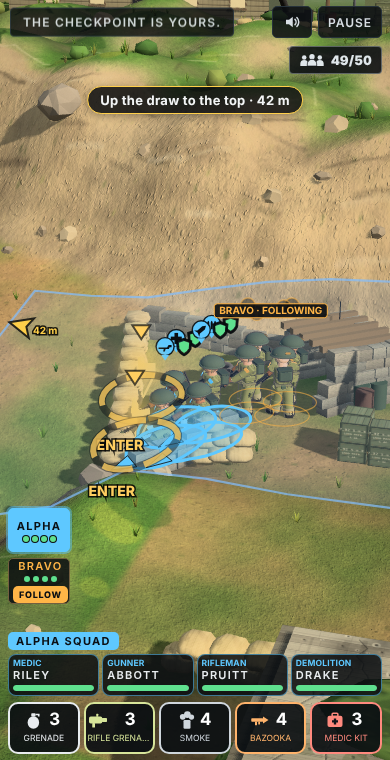 THE CHECKPOINT IS YOURS.
PAUSE
49/50
Up the draw to the top · 42 m
BRAVO · FOLLOWING
42 m
ENTER
ENTER
ALPHA
BRAVO
FOLLOW
ALPHA SQUAD
MEDIC
RILEY
GUNNER
ABBOTT
RIFLEMAN
PRUITT
DEMOLITION
DRAKE
3
GRENADE
3
RIFLE GRENA...
4
SMOKE
4
BAZOOKA
3
MEDIC KIT